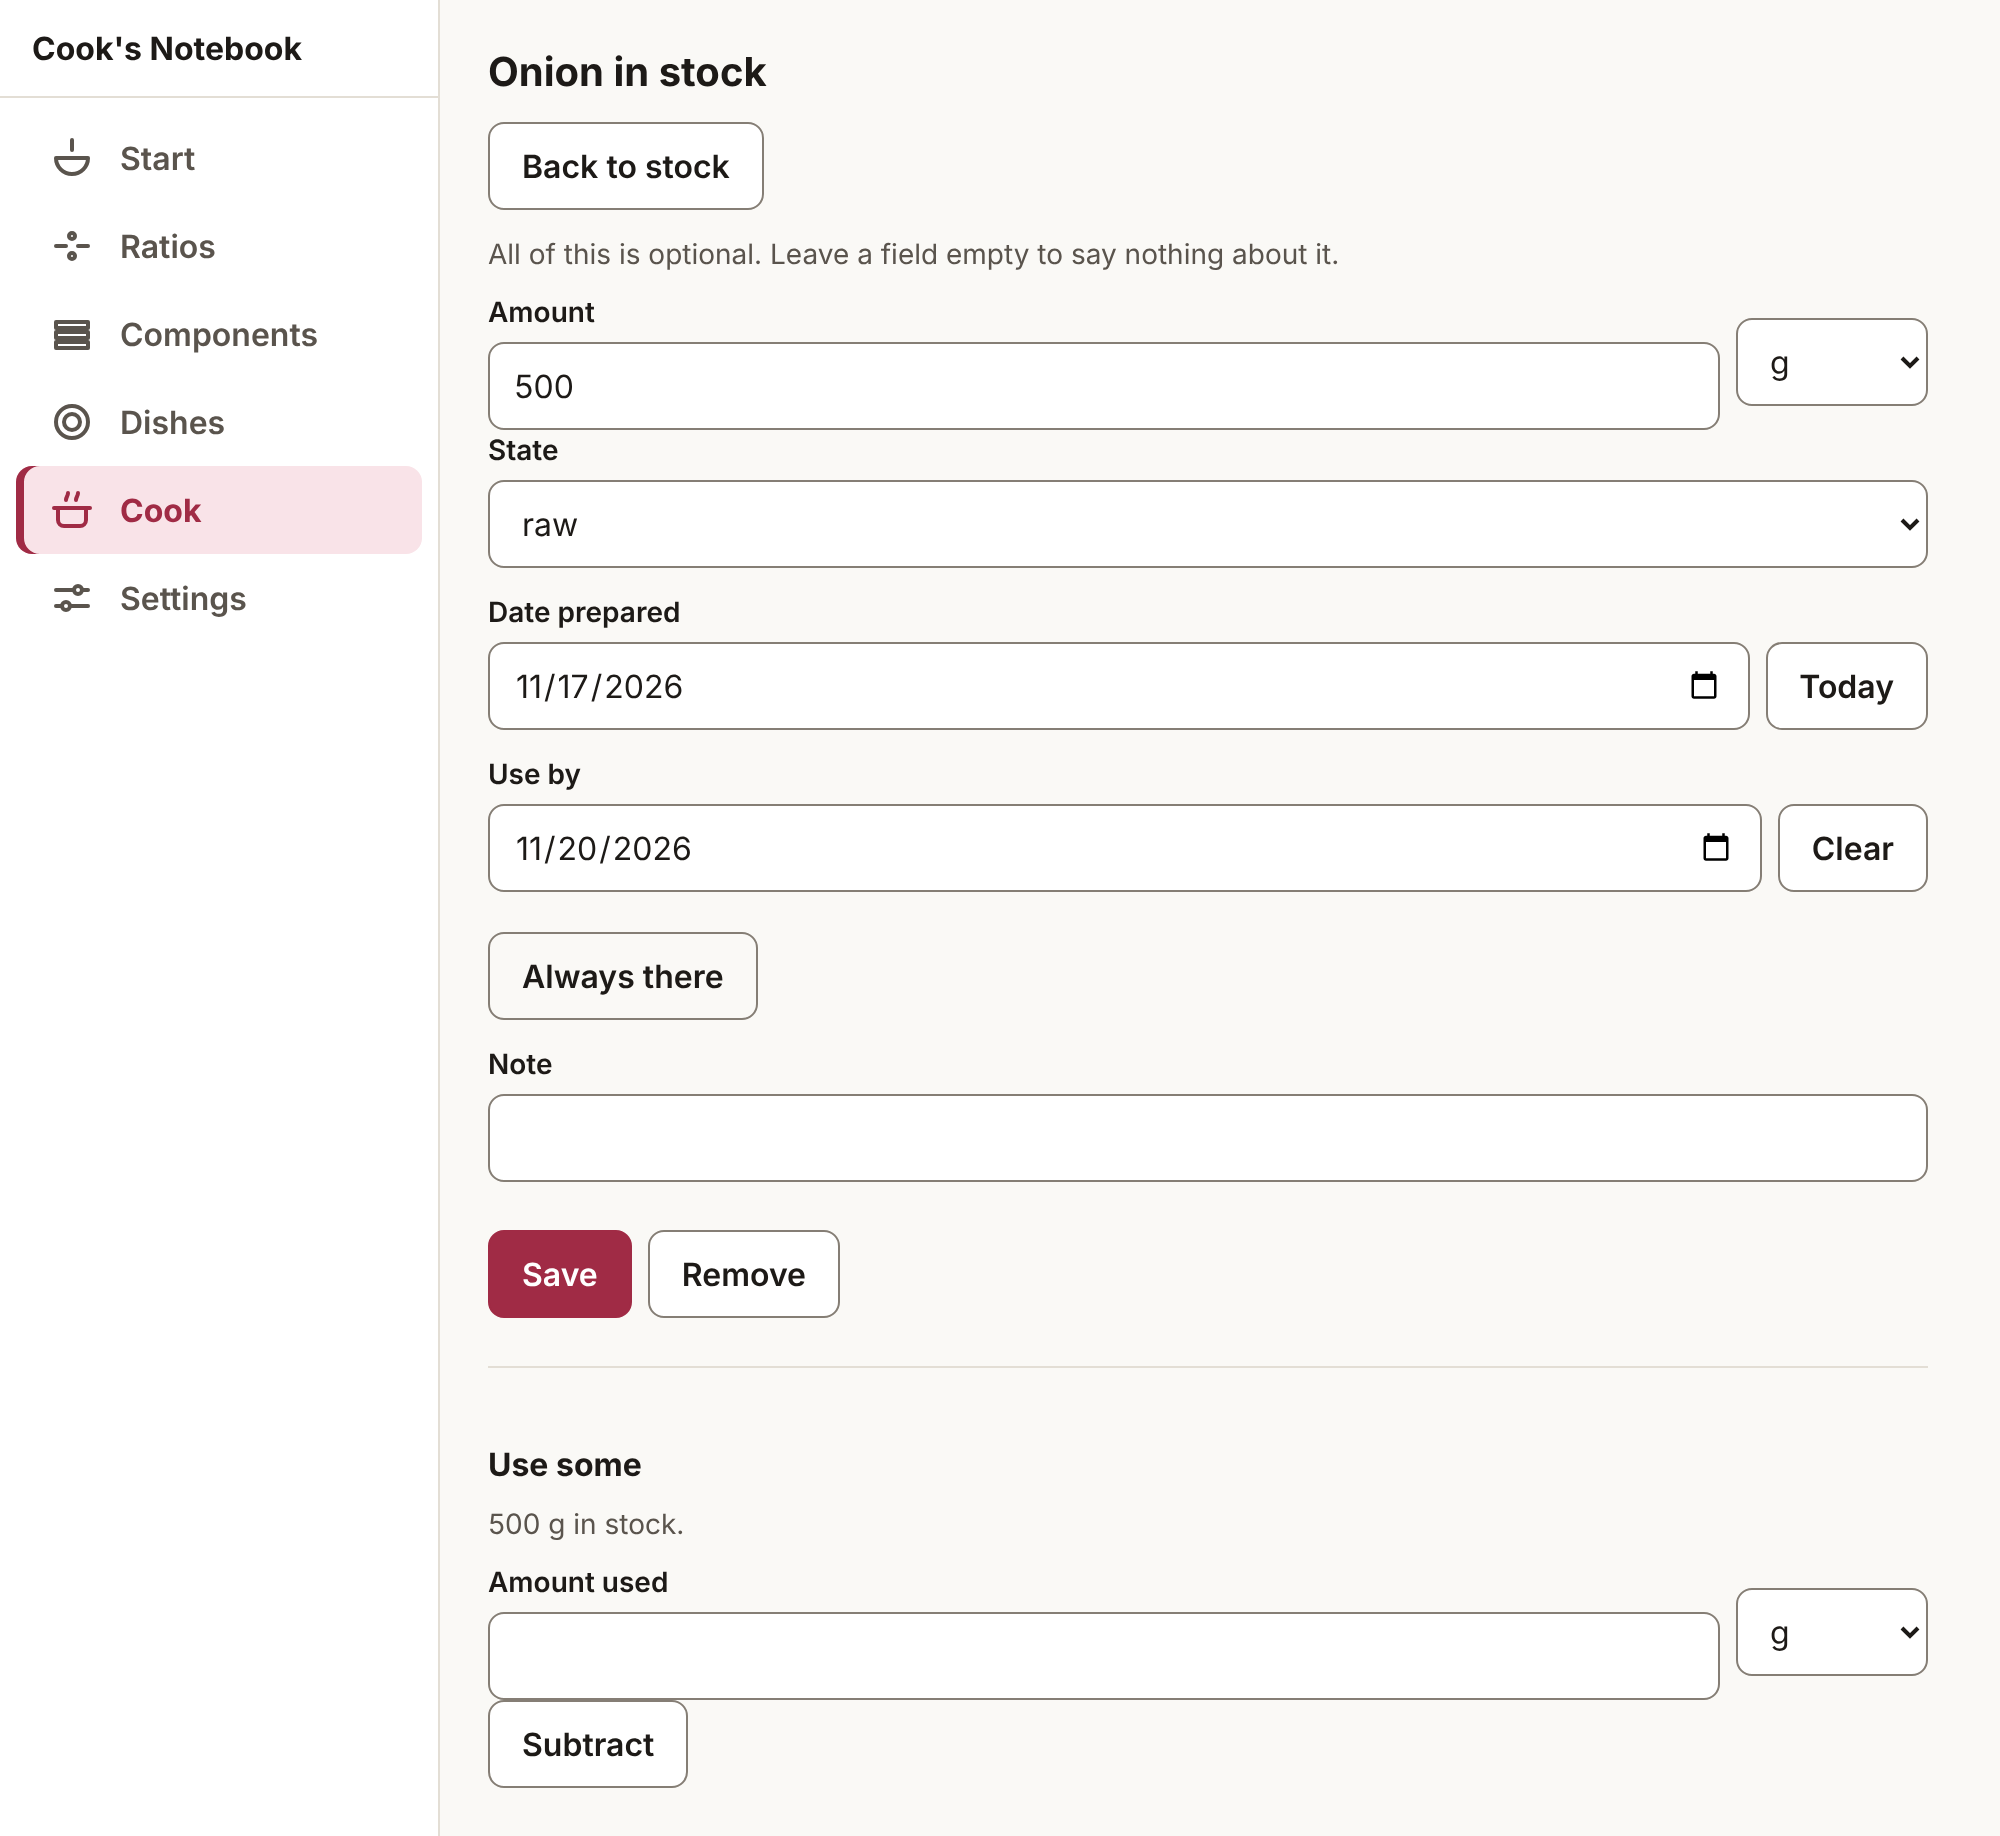 Cook's Notebook
Start
Ratios
Components
Dishes
Cook
Settings
Onion in stock
Back to stock
All of this is optional. Leave a field empty to say nothing about it.
Amount
500
g
State
raw
Date prepared
11/17/2026
Today
Use by
11/20/2026
Clear
Always there
Note
Save
Remove
Use some
500 g in stock.
Amount used
g
Subtract